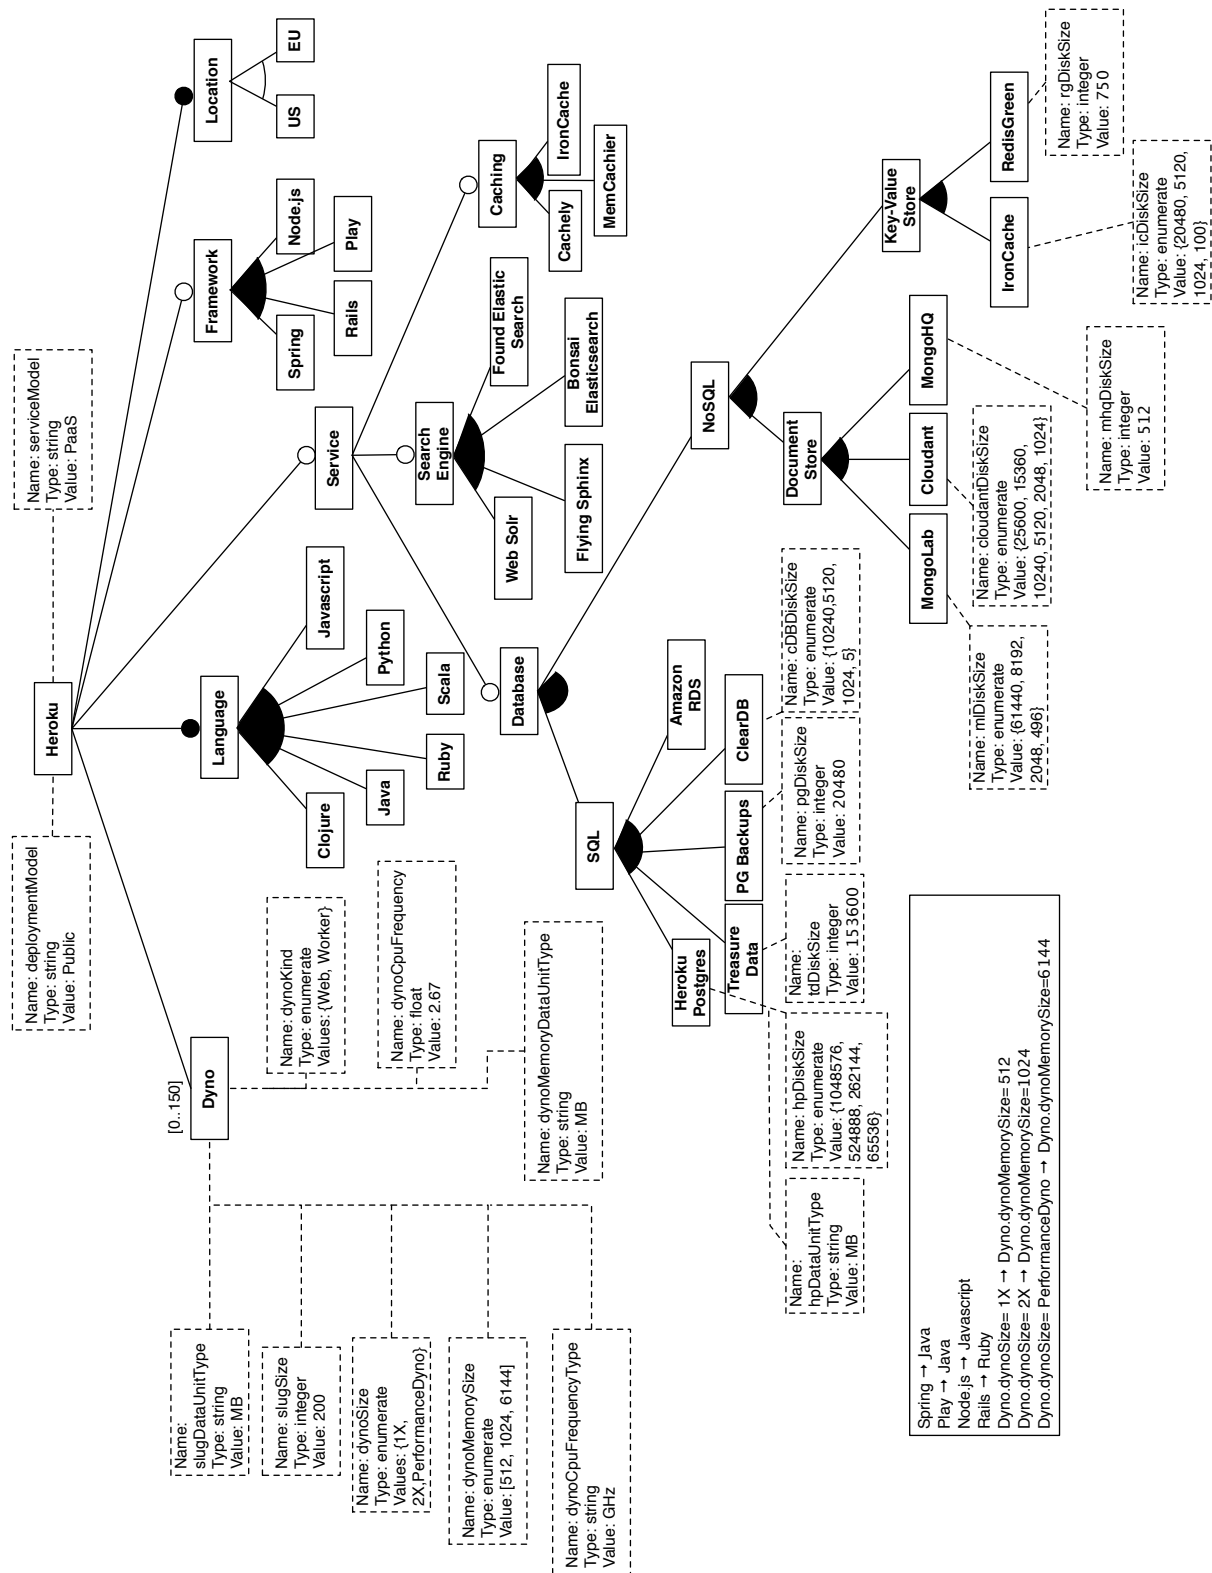 Name: deploymentModel
Type: string
Value: Public
Name: serviceModel
Type: string
Value: PaaS
Heroku
[0..150]
Dyno
Language
Service
Framework
Location
Name:
slugDataUnitType
Type: string
Value: MB
Name: slugSize
Type: integer
Value: 200
Name: dynoSize
Type: enumerate
Values: {1X,
2X,PerformanceDyno}
Name: dynoMemorySize
Type: enumerate
Value: [512, 1024, 6144]
Name: dynoCpuFrequencyType
Type: string
Value: GHz
Name: dynoKind
Type: enumerate
Values: {Web, Worker}
Name: dynoCpuFrequency
Type: float
Value: 2.67
Name: dynoMemoryDataUnitType
Type: string
Value: MB
Clojure
Java
Ruby
Scala
Python
Javascript
Spring
Rails
Play
Node.js
US
EU
Database
Search
Engine
Caching
Web Solr
Flying Sphinx
Bonsai
Elasticsearch
Found Elastic
Search
Cachely
MemCachier
IronCache
SQL
NoSQL
Heroku
Postgres
Treasure
Data
PG Backups
ClearDB
Amazon
RDS
Document
Store
Key-Value
Store
MongoLab
Cloudant
MongoHQ
IronCache
RedisGreen
Name:
hpDataUnitType
Type: string
Value: MB
Name: hpDiskSize
Type: enumerate
Value: {1048576,
524888, 262144,
65536}
Name:
tdDiskSize
Type: integer
Value: 153600
Name: pgDiskSize
Type: integer
Value: 20480
Name: cDBDiskSize
Type: enumerate
Value: {10240,5120,
1024, 5}
Name: mlDiskSize
Type: enumerate
Value: {61440, 8192,
2048, 496}
Name: cloudantDiskSize
Type: enumerate
Value: {25600, 15360,
10240, 5120, 2048, 1024}
Name: mhqDiskSize
Type: integer
Value: 512
Name: icDiskSize
Type: enumerate
Value: {20480, 5120,
1024, 100}
Name: rgDiskSize
Type: integer
Value: 750
Spring → Java
Play → Java
Node.js → Javascript
Rails → Ruby
Dyno.dynoSize= 1X → Dyno.dynoMemorySize= 512
Dyno.dynoSize= 2X → Dyno.dynoMemorySize=1024
Dyno.dynoSize= PerformanceDyno → Dyno.dynoMemorySize=6144